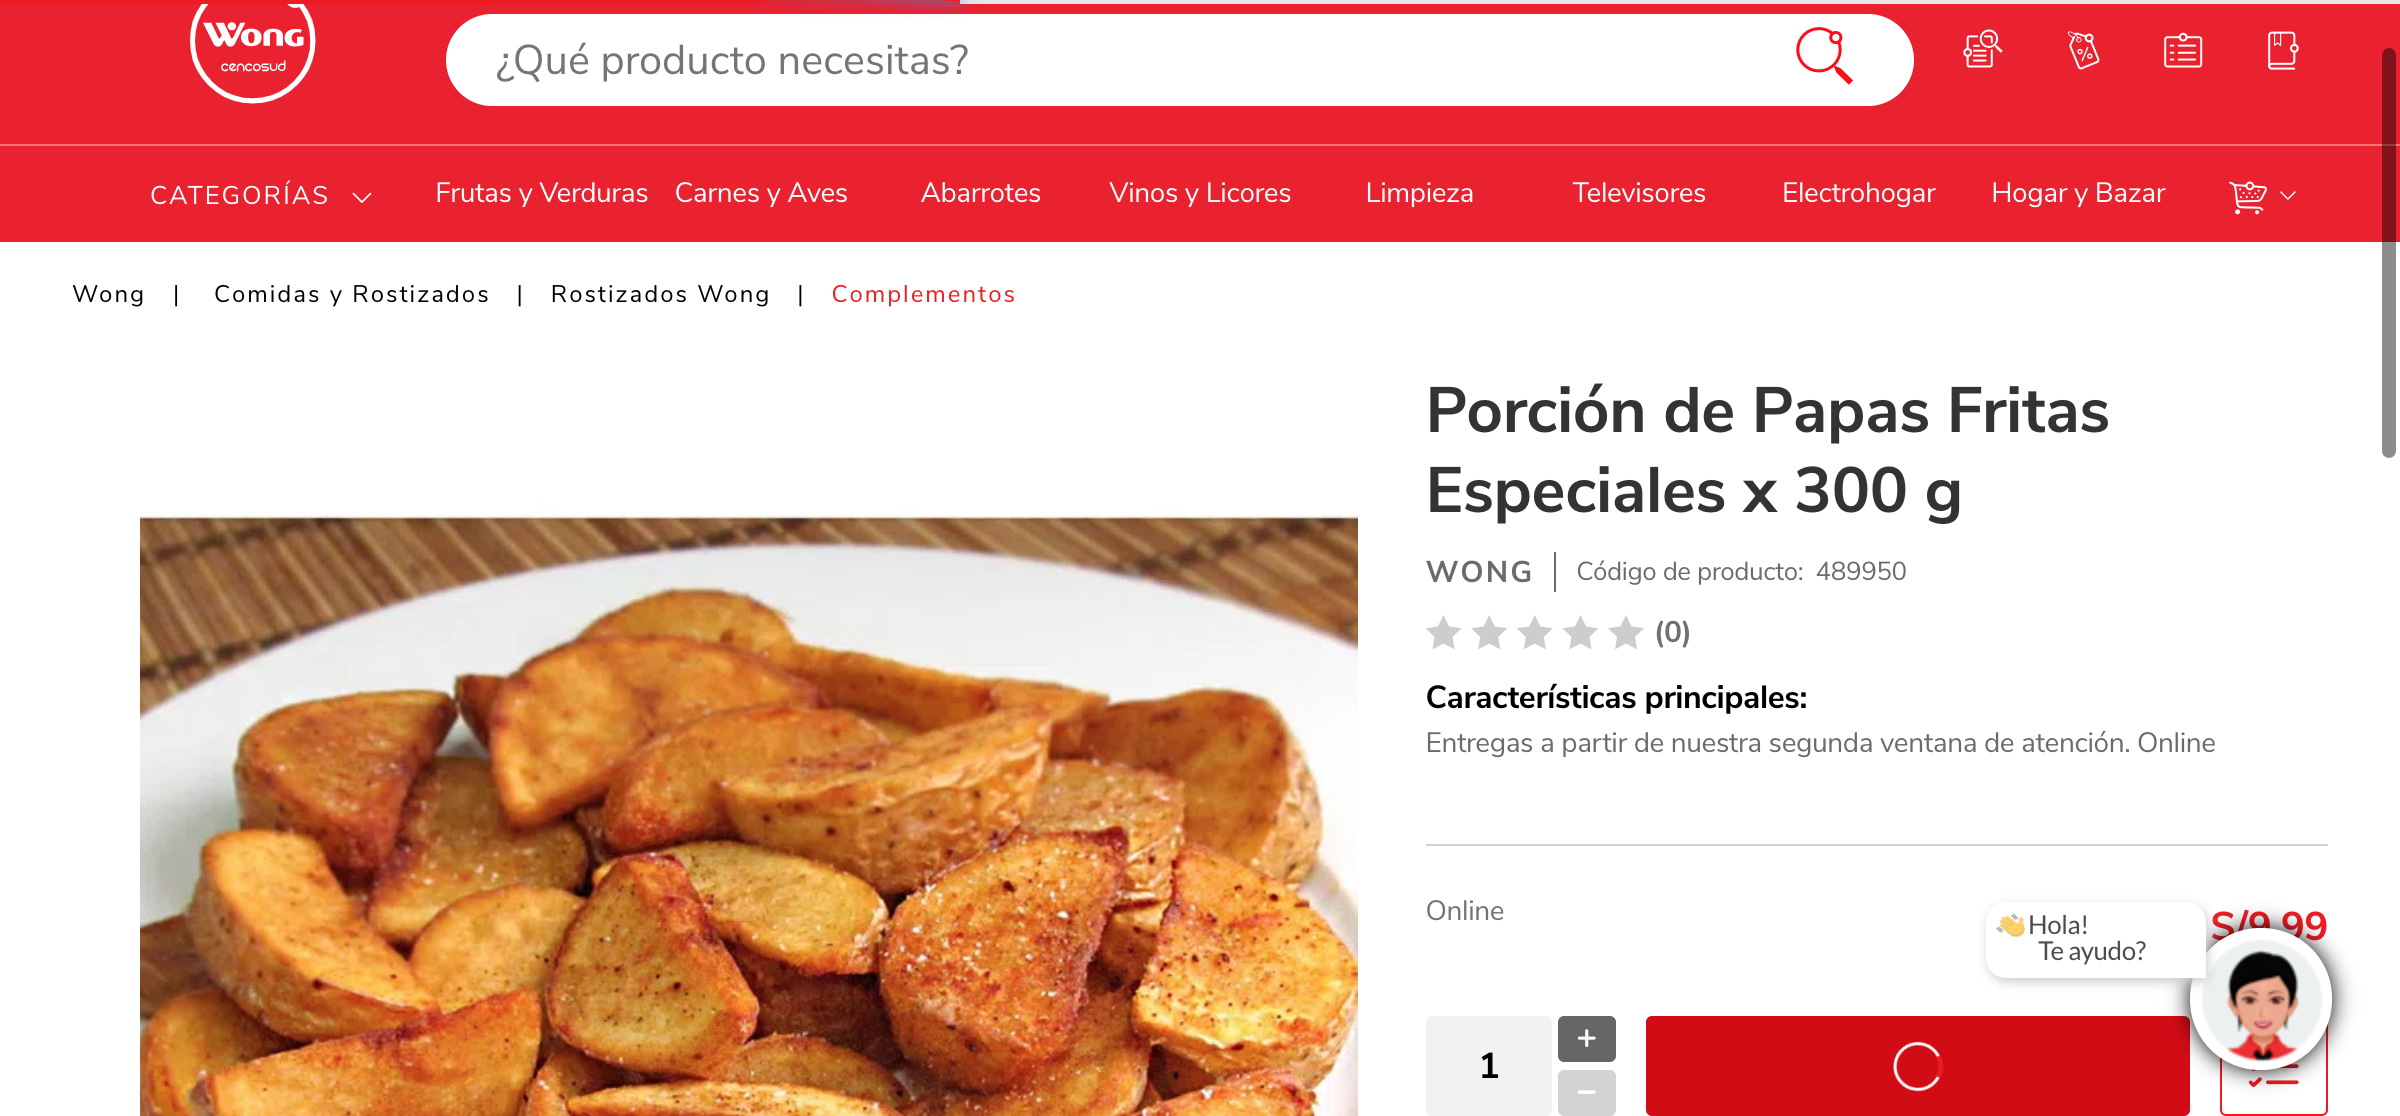 Wong
cencosud
¿Qué producto necesitas?
CATEGORÍAS Frutas y Verduras Carnes y Aves Abarrotes Vinos y Licores Limpieza Televisores Electrohogar Hogar y Bazar
Wong | Comidas y Rostizados | Rostizados Wong | Complementos
Porción de Papas Fritas
Especiales x 300 g
WONG | Código de producto: 489950
(0)
Características principales:
Entregas a partir de nuestra segunda ventana de atención. Online
Online
S/9.99
👋Hola!
Te ayudo?
1
+
−